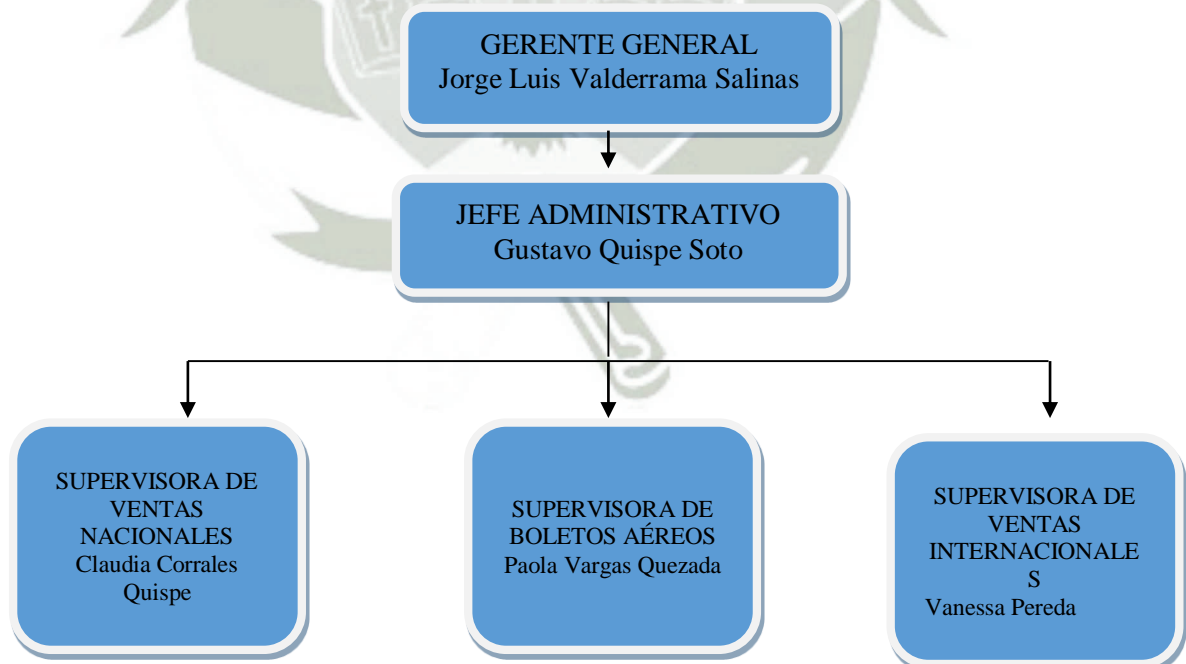 GERENTE GENERAL
Jorge Luis Valderrama Salinas
JEFE ADMINISTRATIVO
Gustavo Quispe Soto
SUPERVISORA DE
VENTAS
NACIONALES
Claudia Corrales
Quispe
SUPERVISORA DE
BOLETOS AÉREOS
Paola Vargas Quezada
SUPERVISORA DE
VENTAS
INTERNACIONALE
S
Vanessa Pereda